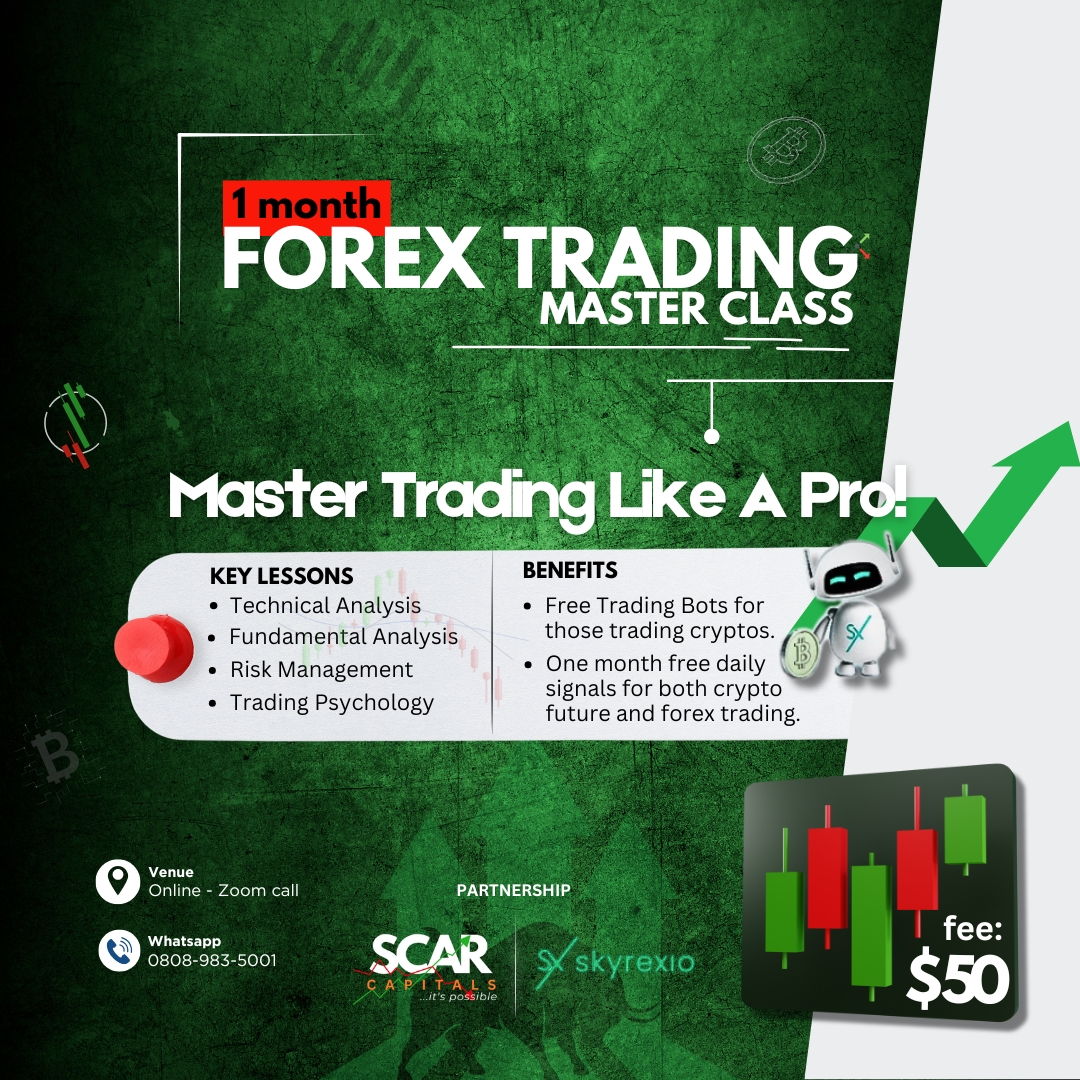 1 month
FOREX TRADING
MASTER CLASS
Master Trading Like A Pro!
KEY LESSONS
• Technical Analysis
• Fundamental Analysis
• Risk Management
• Trading Psychology
BENEFITS
• Free Trading Bots for
those trading cryptos.
• One month free daily
signals for both crypto
future and forex trading.
SX
Venue
Online - Zoom call
Whatsapp
0808-983-5001
PARTNERSHIP
SCAR
CAPITALS
...it's possible
SX skyrexio
fee:
$50